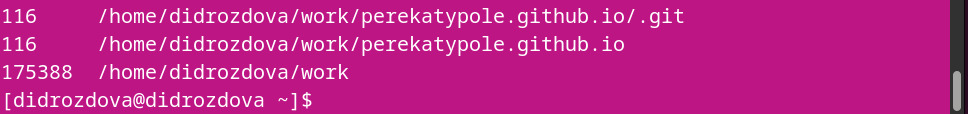 116     /home/didrozdova/work/perekatypole.github.io/.git
116     /home/didrozdova/work/perekatypole.github.io
175388  /home/didrozdova/work
[didrozdova@didrozdova ~]$